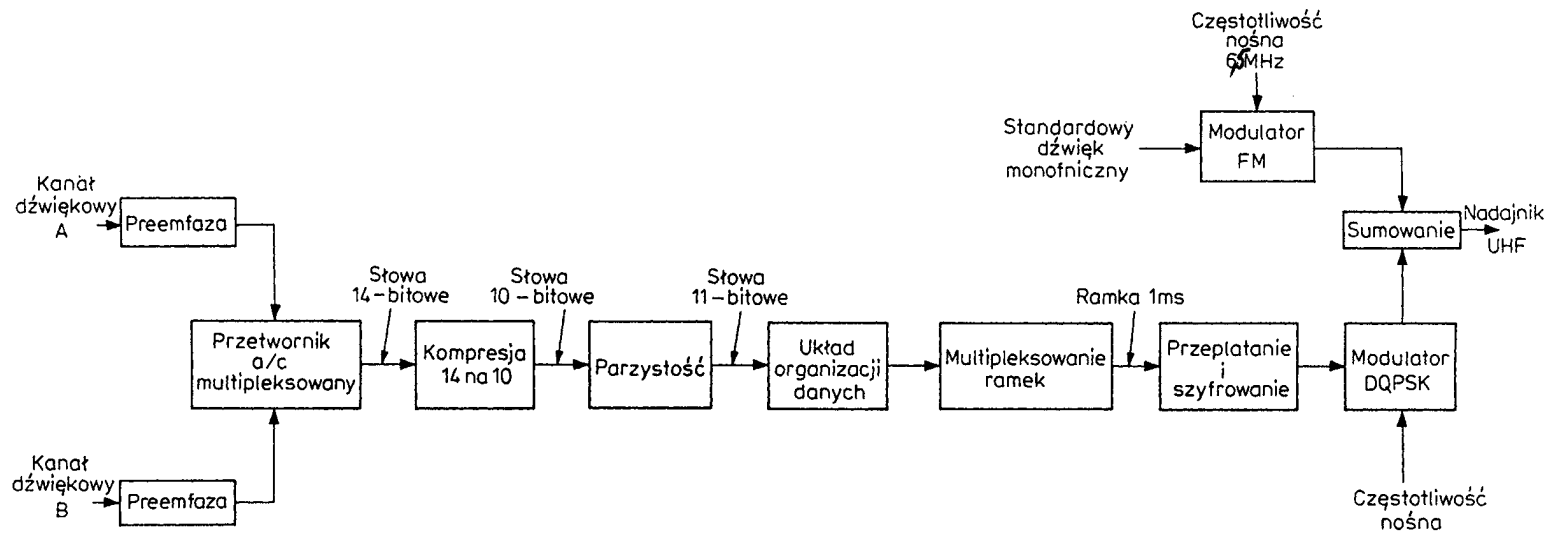 Częstotliwość
nośna
6,5MHz
Standardowy
dźwięk
monofniczny
Modulator
FM
Kanał
dźwiękowy
A
Preemfaza
Sumowanie
Nadajnik
UHF
Słowa
14-bitowe
Słowa
10-bitowe
Słowa
11-bitowe
Ramka 1ms
Przetwornik
a/c
multipleksowany
Kompresja
14 na 10
Parzystość
Układ
organizacji
danych
Multipleksowanie
ramek
Przeplatanie
i
szyfrowanie
Modulator
DQPSK
Kanał
dźwiękowy
B
Preemfaza
Częstotliwość
nośna